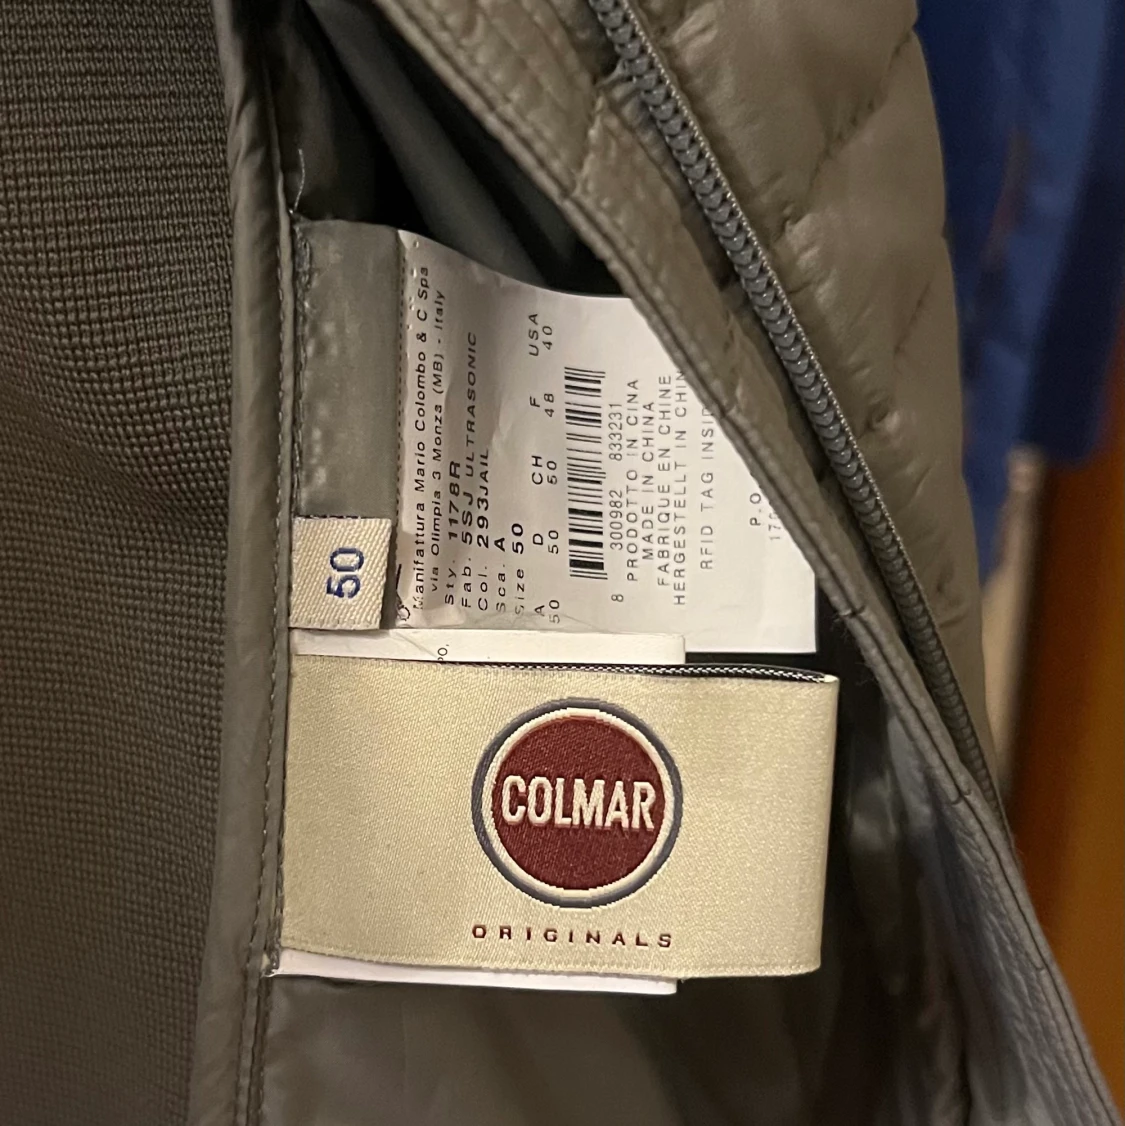 Manifattura Mario Colombo & C Spa
via Olimpia 3 Monza (MB) - Italy
Sty. 1178R
Fab. 5SJ ULTRASONIC
Col. 293JAIL
Sca. A
Size 50
A D CH F USA
50 50 50 48 40
8 300982 833231
PRODOTTO IN CINA
MADE IN CHINA
FABRIQUE EN CHINE
HERGESTELLT IN CHIN
RFID TAG INSID
P.O
50
COLMAR
ORIGINALS